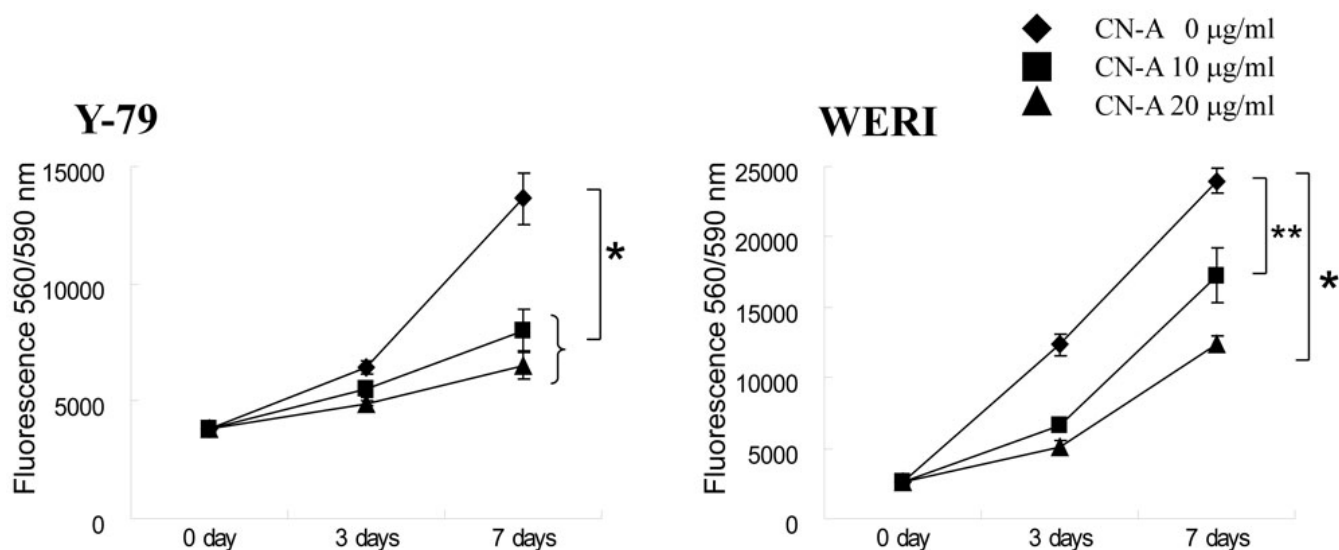 CN-A 0 μg/ml
CN-A 10 μg/ml
CN-A 20 μg/ml
Y-79
Fluorescence 560/590 nm
15000
10000
5000
0
0 day 3 days 7 days
*
WERI
Fluorescence 560/590 nm
25000
20000
15000
10000
5000
0
0 day 3 days 7 days
**
*